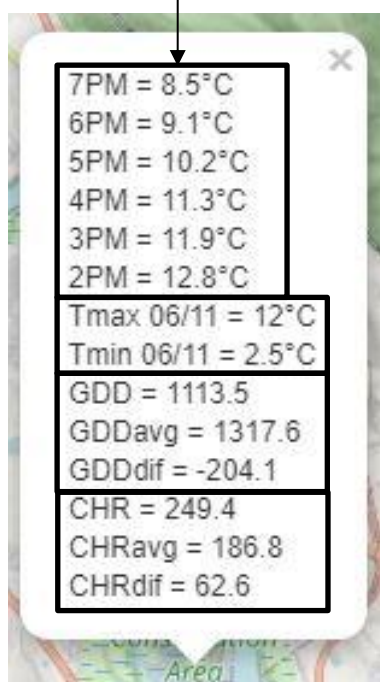 ×
7PM = 8.5°C
6PM = 9.1°C
5PM = 10.2°C
4PM = 11.3°C
3PM = 11.9°C
2PM = 12.8°C
Tmax 06/11 = 12°C
Tmin 06/11 = 2.5°C
GDD = 1113.5
GDDavg = 1317.6
GDDdif = -204.1
CHR = 249.4
CHRavg = 186.8
CHRdif = 62.6
Area